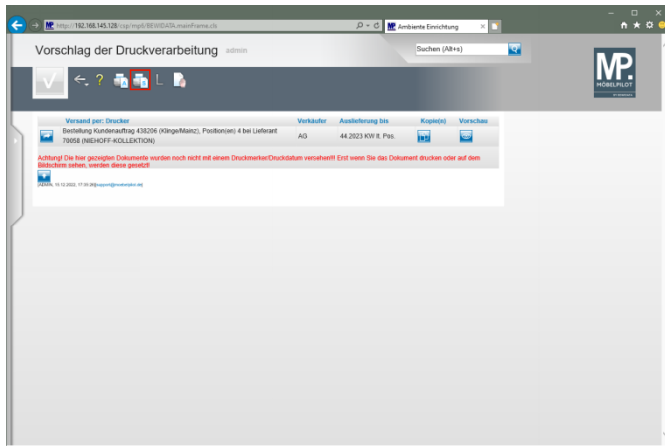 http://192.168.145.128/csp/mp6/BEWIDATA.mainFrame.cls
Ambiente Einrichtung
Vorschlag der Druckverarbeitung admin
Suchen (Alt+s)
MP.
MÖBELPILOT
Versand per: Drucker Verkäufer Auslieferung bis Kopie(n) Vorschau
Bestellung Kundenauftrag 438206 (Klinge/Mainz), Position(en) 4 bei Lieferant
70058 (NIEHOFF-KOLLEKTION)
AG 44.2023 KW lt. Pos.
Achtung! Die hier gezeigten Dokumente wurden noch nicht mit einem Druckmerker/Druckdatum versehen!!! Erst wenn Sie das Dokument drucken oder auf dem
Bildschirm sehen, werden diese gesetzt!